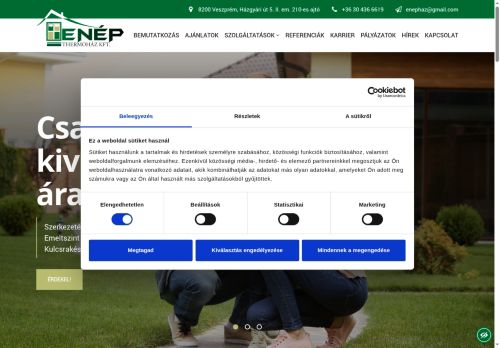 8200 Veszprém, Házgyári út 5. II. em. 210-es ajtó
+36 30 436 6619
enephaz@gmail.com
ENÉP
THERMOHÁZ KFT.
BEMUTATKOZÁS
AJÁNLATOK
SZOLGÁLTATÁSOK
REFERENCIÁK
KARRIER
PÁLYÁZATOK
HÍREK
KAPCSOLAT
Cookiebot
by Usercentrics
Beleegyezés
Részletek
A sütikről
Ez a weboldal sütiket használ
Sütiket használunk a tartalmak és hirdetések személyre szabásához, közösségi funkciók biztosításához, valamint
weboldalforgalmunk elemzéséhez. Ezenkívül közösségi média-, hirdető- és elemező partnereinkkel megosztjuk az Ön
weboldalhasználatra vonatkozó adatait, akik kombinálhatják az adatokat más olyan adatokkal, amelyeket Ön adott meg
számukra vagy az Ön által használt más szolgáltatásokból gyűjtöttek.
Elengedhetetlen
Beállítások
Statisztikai
Marketing
Megtagad
Kiválasztás engedélyezése
Mindennek a megengedése
Csa
kiv
ára
Szerkezeté
Emeltszint
Kulcsrakés
ÉRDEKEL!